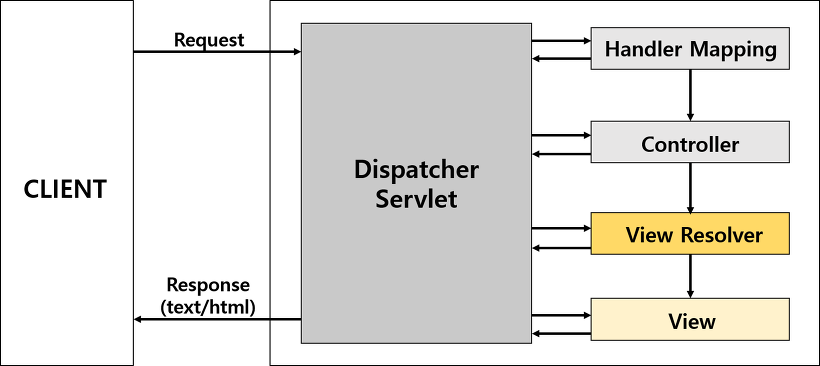 Request
Handler Mapping
Controller
Dispatcher
Servlet
CLIENT
View Resolver
Response
(text/html)
View